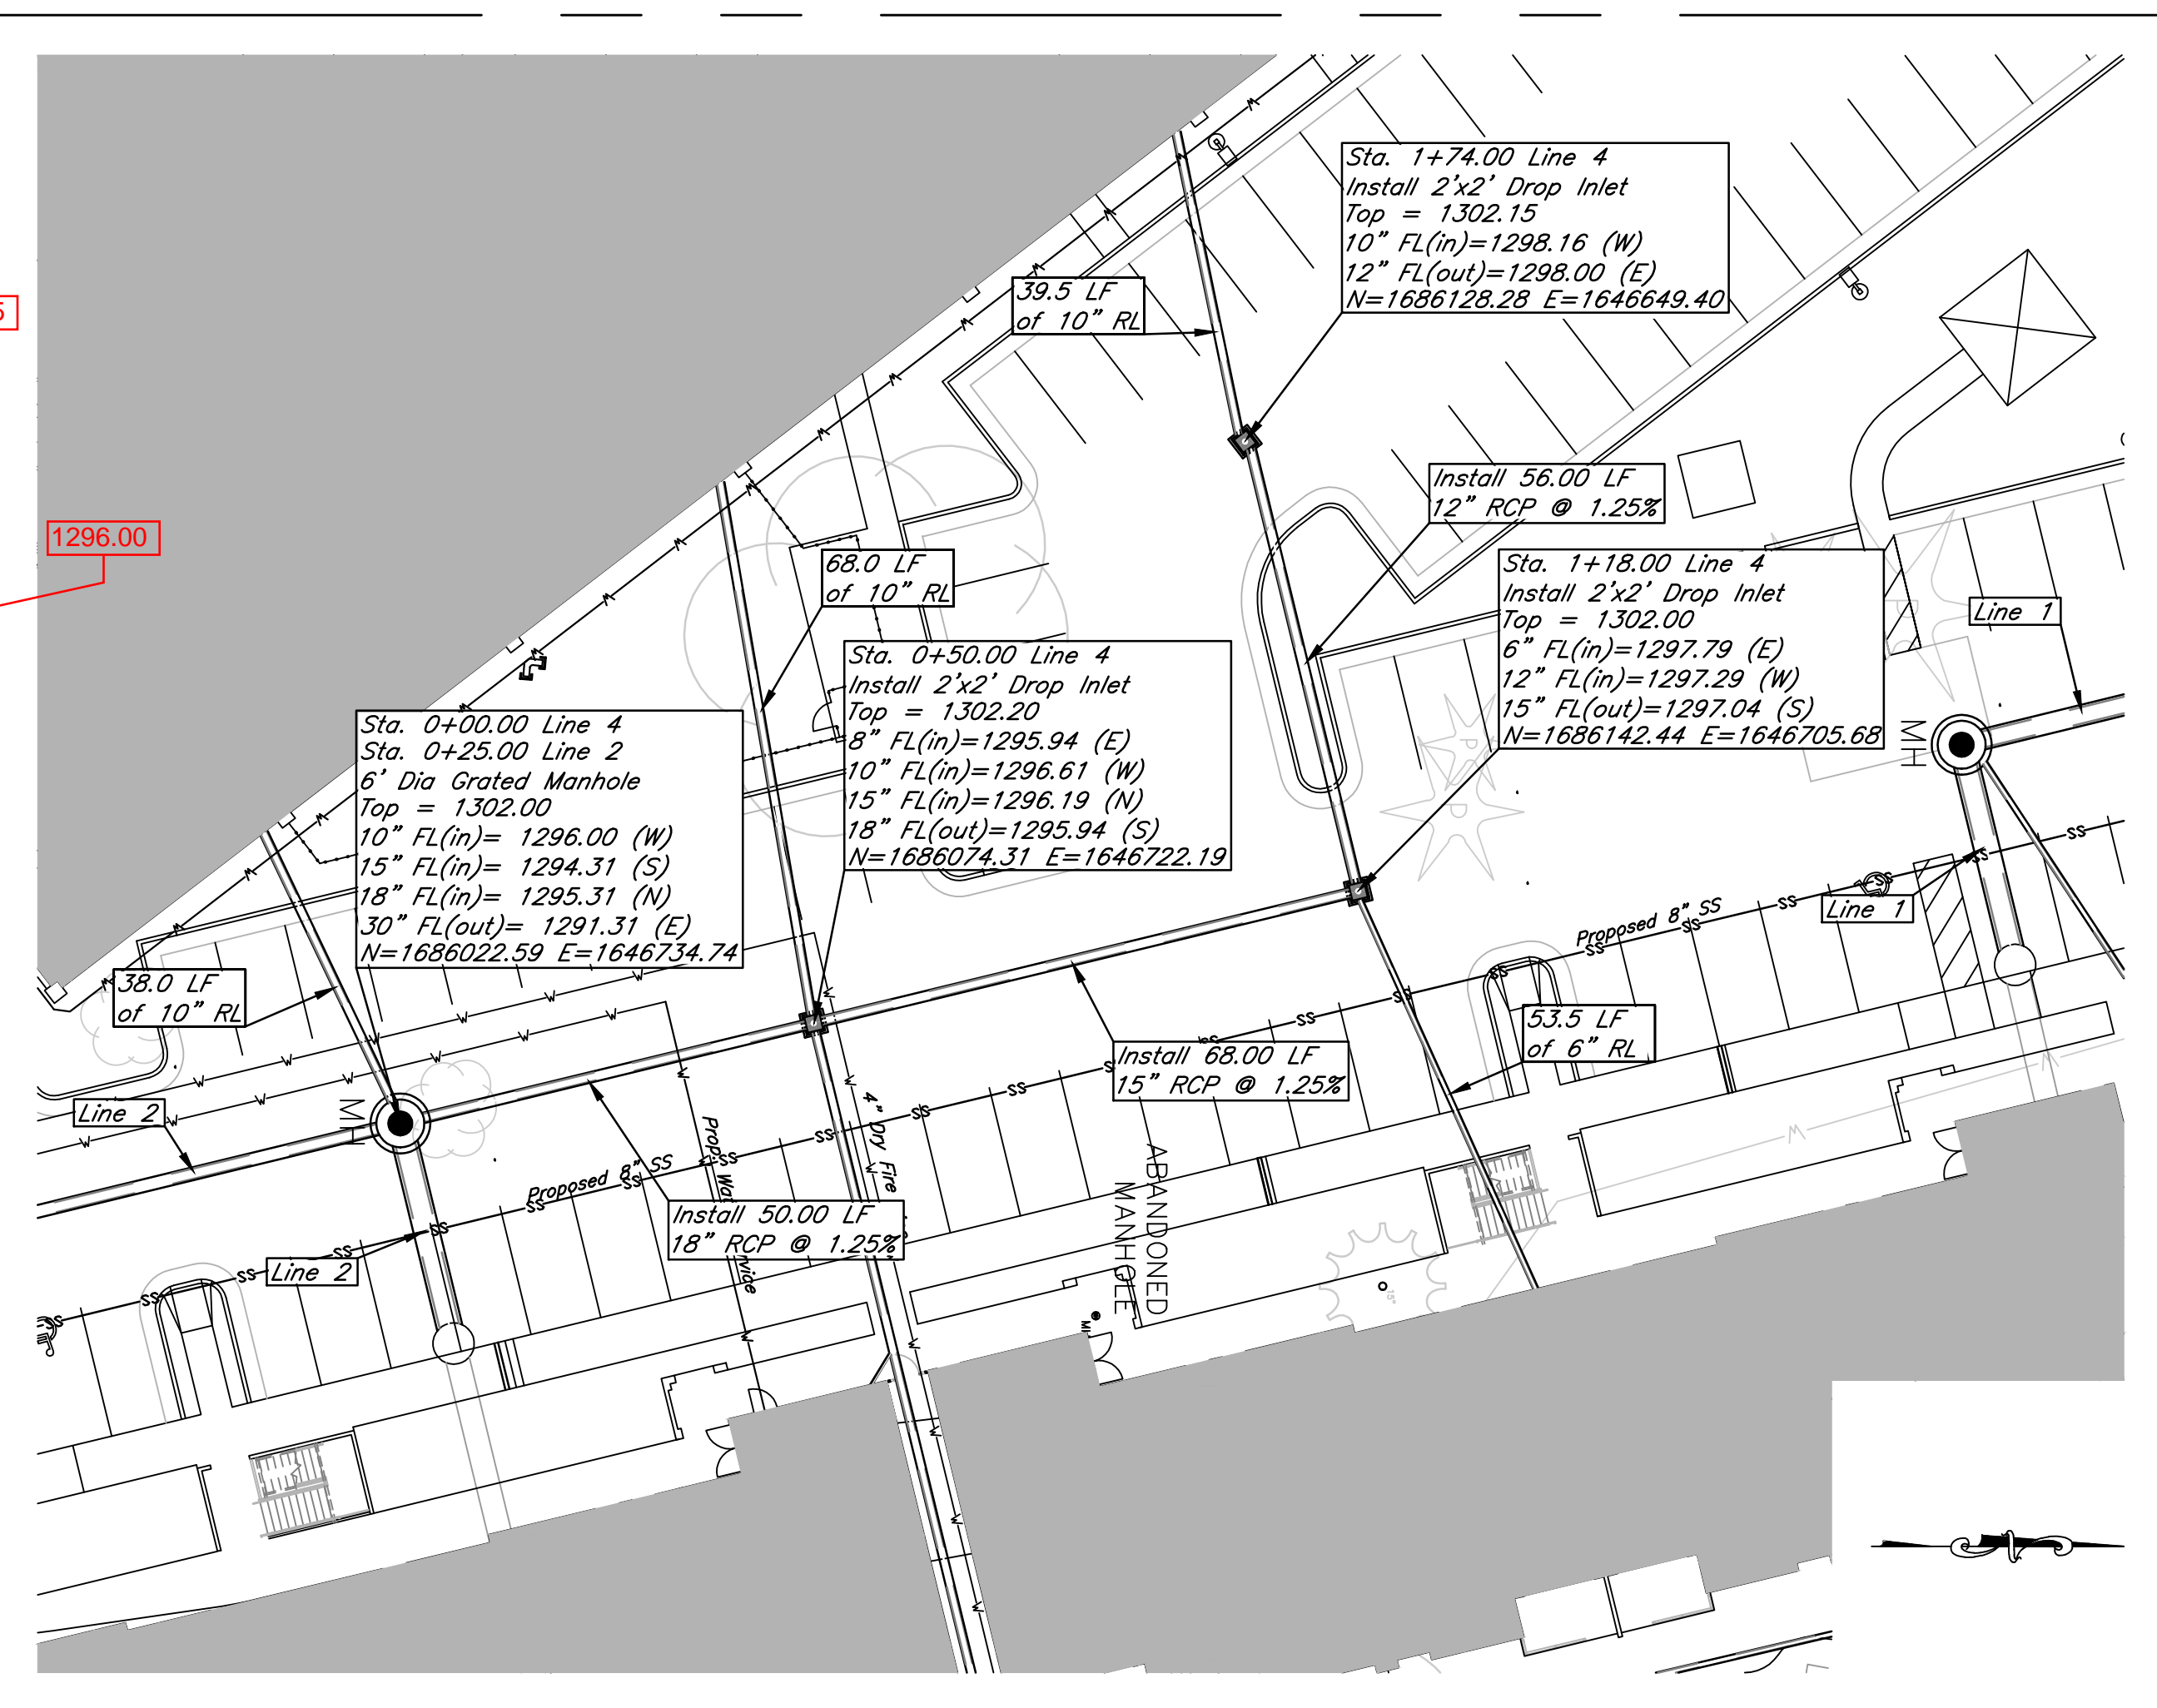 Sta. 1+74.00 Line 4
Install 2'x2' Drop Inlet
Top = 1302.15
10" FL(in)=1298.16 (W)
12" FL(out)=1298.00 (E)
N=1686128.28 E=1646649.40
39.5 LF
of 10" RL
1296.00
Install 56.00 LF
12" RCP @ 1.25%
68.0 LF
of 10" RL
Sta. 1+18.00 Line 4
Install 2'x2' Drop Inlet
Top = 1302.00
6" FL(in)=1297.79 (E)
12" FL(in)=1297.29 (W)
15" FL(out)=1297.04 (S)
N=1686142.44 E=1646705.68
Line 1
Sta. 0+50.00 Line 4
Install 2'x2' Drop Inlet
Top = 1302.20
8" FL(in)=1295.94 (E)
10" FL(in)=1296.61 (W)
15" FL(in)=1296.19 (N)
18" FL(out)=1295.94 (S)
N=1686074.31 E=1646722.19
Sta. 0+00.00 Line 4
Sta. 0+25.00 Line 2
6' Dia Grated Manhole
Top = 1302.00
10" FL(in)= 1296.00 (W)
15" FL(in)= 1294.31 (S)
18" FL(in)= 1295.31 (N)
30" FL(out)= 1291.31 (E)
N=1686022.59 E=1646734.74
MH
Line 1
Proposed 8" SS
38.0 LF
of 10" RL
53.5 LF
of 6" RL
Install 68.00 LF
15" RCP @ 1.25%
Line 2
MH
4" Dry Fire
ABANDONED
MANHOLE
Proposed 8" SS
Install 50.00 LF
18" RCP @ 1.25%
Line 2
15"